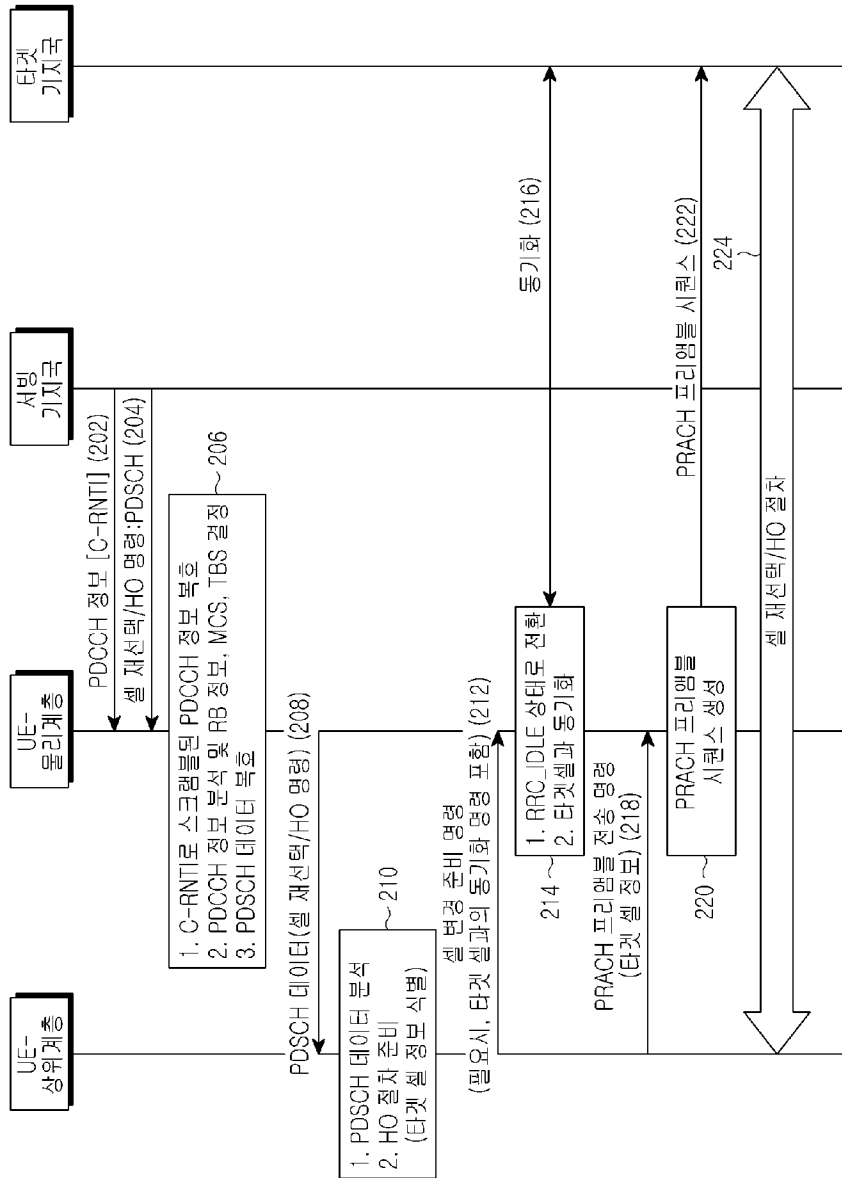 UE-
상위계층
UE-
물리계층
서빙
기지국
타겟
기지국
PDCCH 정보 [C-RNTI] (202)
셀 재선택/HO 명령:PDSCH (204)
1. C-RNTI로 스크램블된 PDCCH 정보 복호
2. PDCCH 정보 분석 및 RB 정보, MCS, TBS 결정
3. PDSCH 데이터 복호
206
PDSCH 데이터(셀 재선택/HO 명령) (208)
1. PDSCH 데이터 분석
2. HO 절차 준비
(타겟 셀 정보 식별)
210
셀 변경 준비 명령
(필요시, 타겟 셀과의 동기화 명령 포함) (212)
1. RRC_IDLE 상태로 전환
2. 타겟셀과 동기화
214
동기화 (216)
PRACH 프리앰블 전송 명령
(타겟 셀 정보) (218)
PRACH 프리앰블
시퀀스 생성
220
PRACH 프리앰블 시퀀스 (222)
셀 재선택/HO 절차
224